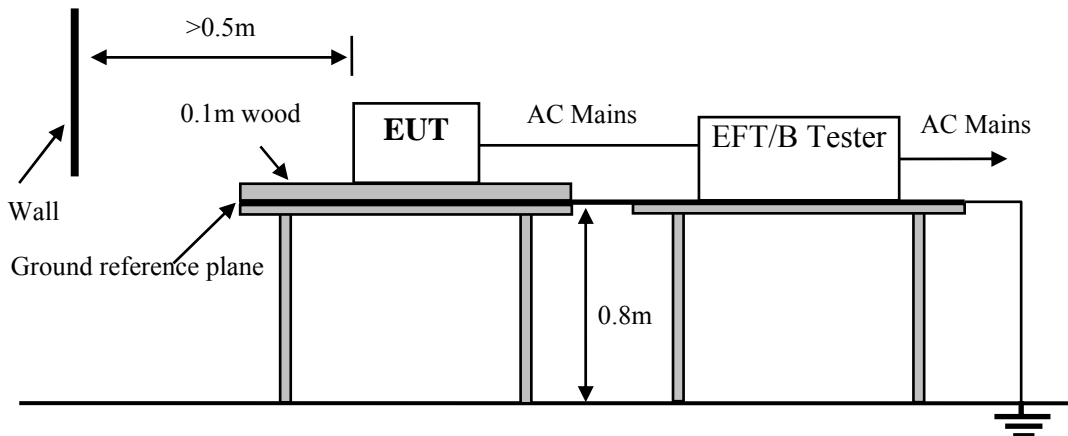 >0.5m
0.1m wood
EUT
AC Mains
EFT/B Tester
AC Mains
Wall
Ground reference plane
0.8m